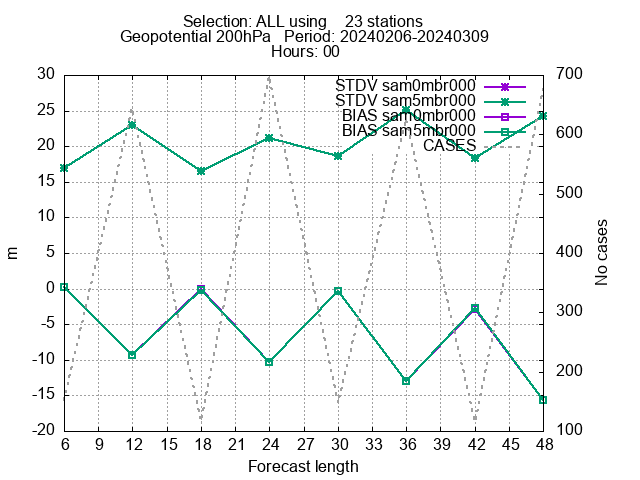 Selection: ALL using    23 stations
Geopotential 200hPa   Period: 20240206-20240309
Hours: 00
STDV sam0mbr000
STDV sam5mbr000
BIAS sam0mbr000
BIAS sam5mbr000
CASES
30
25
20
15
10
5
0
-5
-10
-15
-20
m
700
600
500
400
300
200
100
No cases
6 9 12 15 18 21 24 27 30 33 36 39 42 45 48
Forecast length